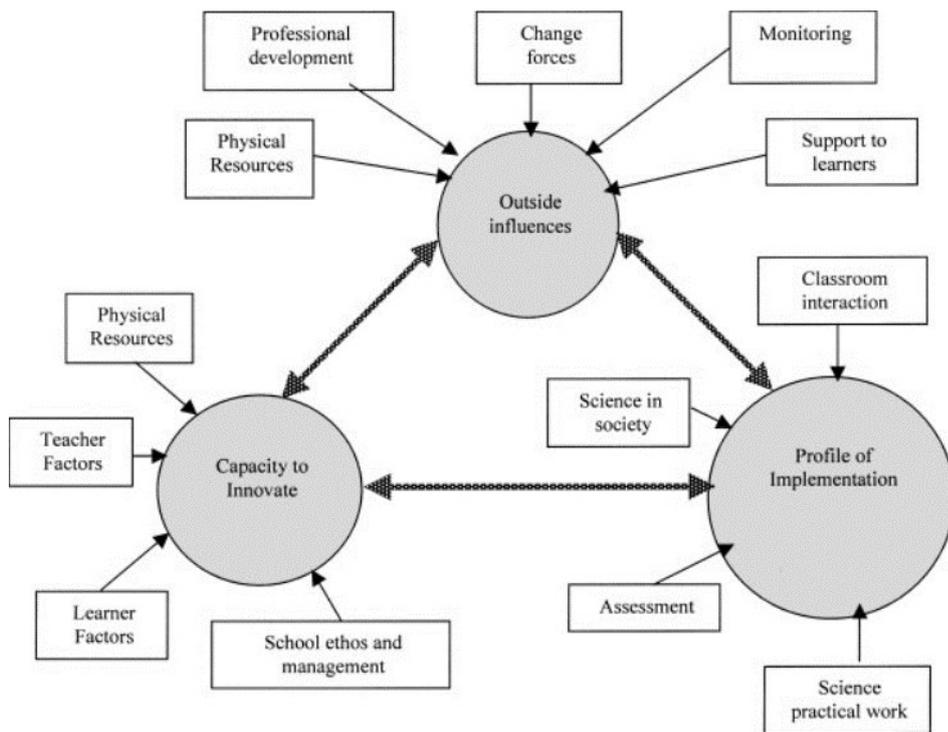 Professional
development
Change
forces
Monitoring
Physical
Resources
Support to
learners
Outside
influences
Classroom
interaction
Physical
Resources
Science in
society
Teacher
Factors
Capacity to
Innovate
Profile of
Implementation
Learner
Factors
School ethos and
management
Assessment
Science
practical work